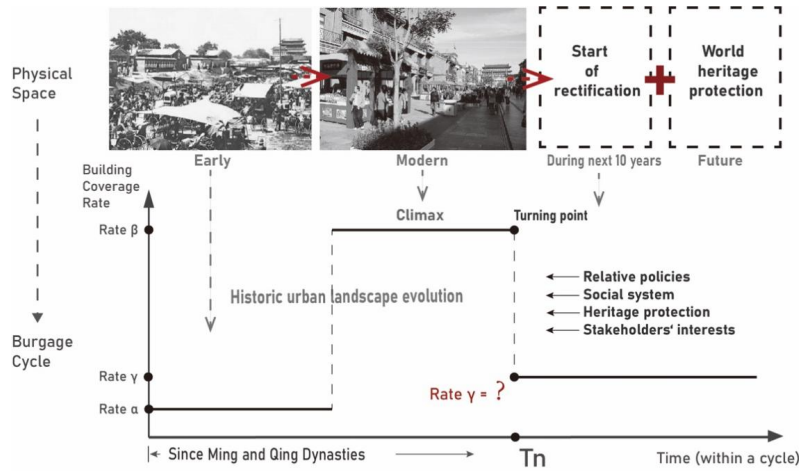 Physical
Space
Start
of
rectification
World
heritage
protection
Early
Modern
During next 10 years
Future
Building
Coverage
Rate
Climax
Turning point
Rate β
Historic urban landscape evolution
Relative policies
Social system
Heritage protection
Stakeholders' interests
Burgage
Cycle
Rate γ
Rate γ = ?
Rate α
Since Ming and Qing Dynasties
Tn
Time (within a cycle)